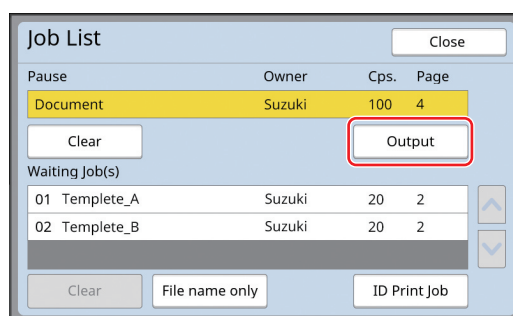 Job List Close
Pause Owner Cps. Page
Document Suzuki 100 4
Clear Output
Waiting Job(s)
01 Templete_A Suzuki 20 2
02 Templete_B Suzuki 20 2
Clear File name only ID Print Job